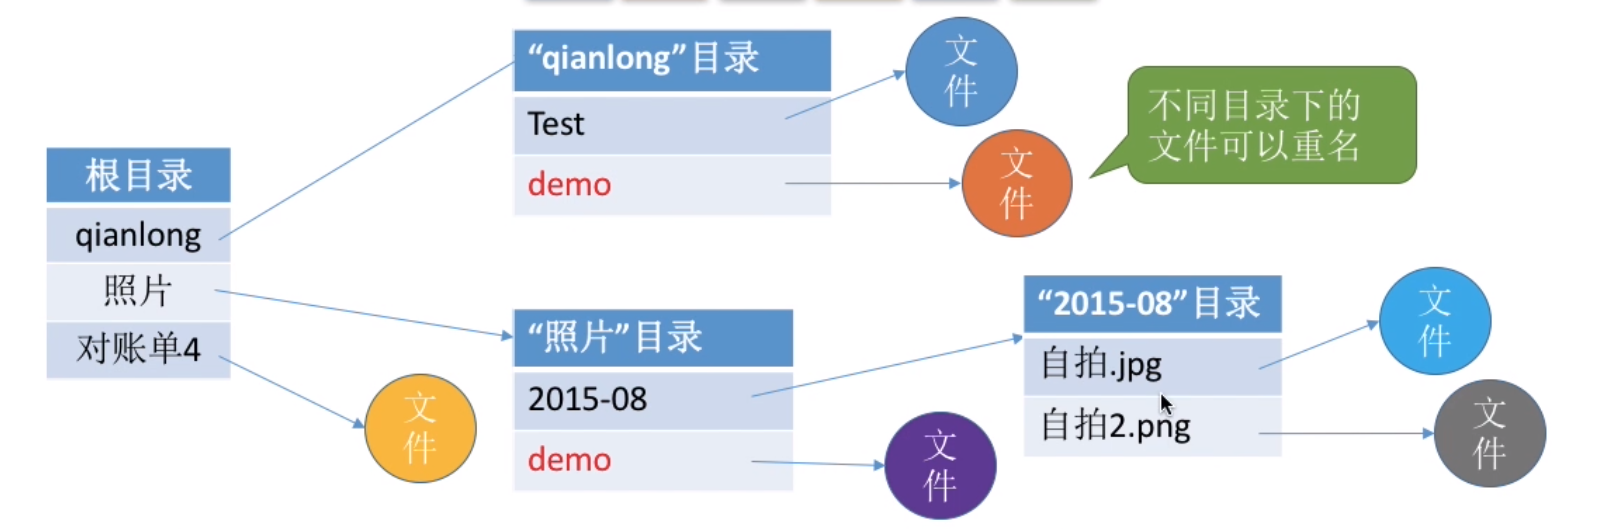 根目录
qianlong
照片
对账单4
文
件
“qianlong”目录
Test
demo
文
件
文
件
不同目录下的
文件可以重名
“照片”目录
2015-08
demo
文
件
“2015-08”目录
自拍.jpg
自拍2.png
文
件
文
件